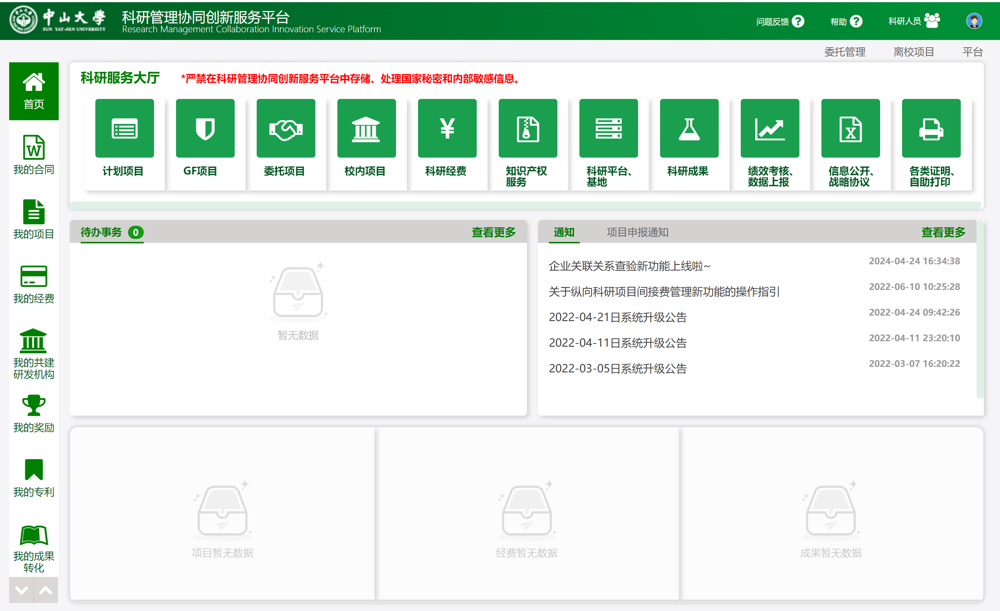 中山大學
SUN YAT-SEN UNIVERSITY
科研管理协同创新服务平台
Research Management Collaboration Innovation Service Platform
问题反馈
帮助
科研人员
委托管理 离校项目 平台
首页
我的合同
我的项目
我的经费
我的共建
研发机构
我的奖励
我的专利
我的成果
转化
科研服务大厅 *严禁在科研管理协同创新服务平台中存储、处理国家秘密和内部敏感信息。
计划项目
GF项目
委托项目
校内项目
科研经费
知识产权
服务
科研平台、
基地
科研成果
绩效考核、
数据上报
信息公开、
战略协议
各类证明、
自助打印
待办事务 0 查看更多
暂无数据
通知 项目申报通知 查看更多
企业关联关系查验新功能上线啦~ 2024-04-24 16:34:38
关于纵向科研项目间接费管理新功能的操作指引 2022-06-10 10:25:28
2022-04-21日系统升级公告 2022-04-24 09:42:26
2022-04-11日系统升级公告 2022-04-11 23:20:10
2022-03-05日系统升级公告 2022-03-07 16:20:22
项目暂无数据
经费暂无数据
成果暂无数据